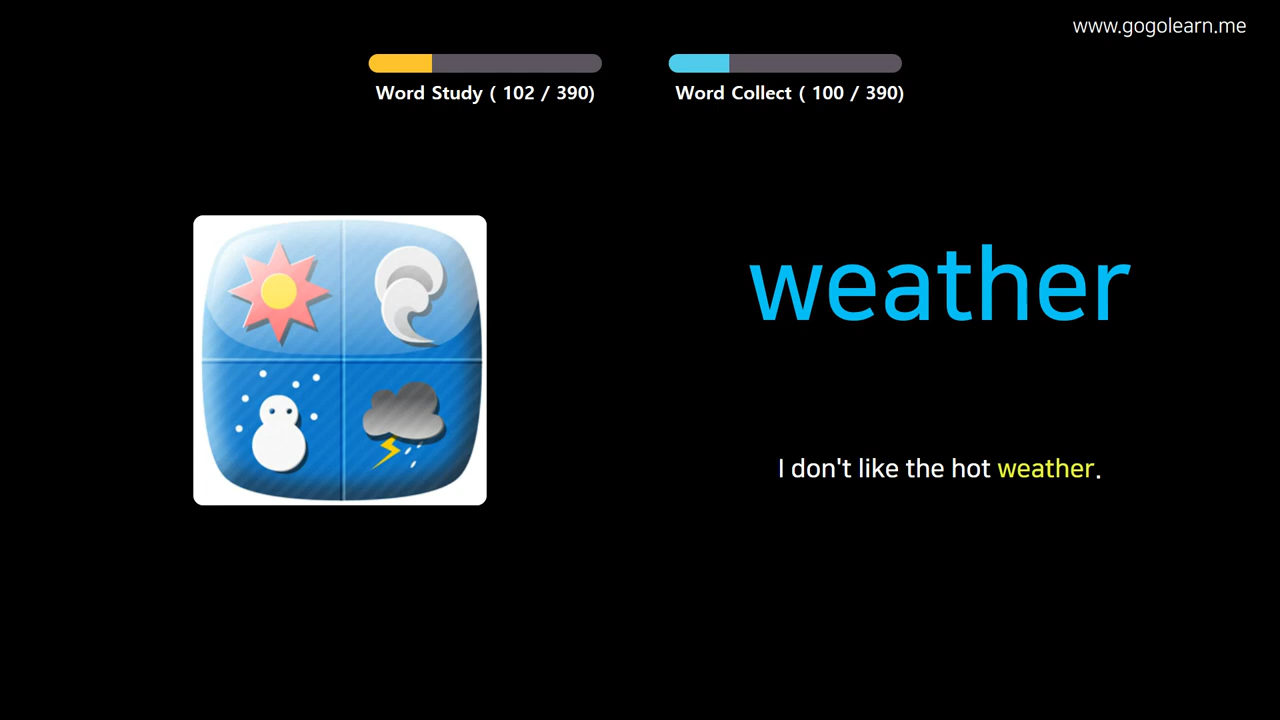 www.gogolearn.me
Word Study ( 102 / 390)
Word Collect ( 100 / 390)
weather
I don't like the hot weather.